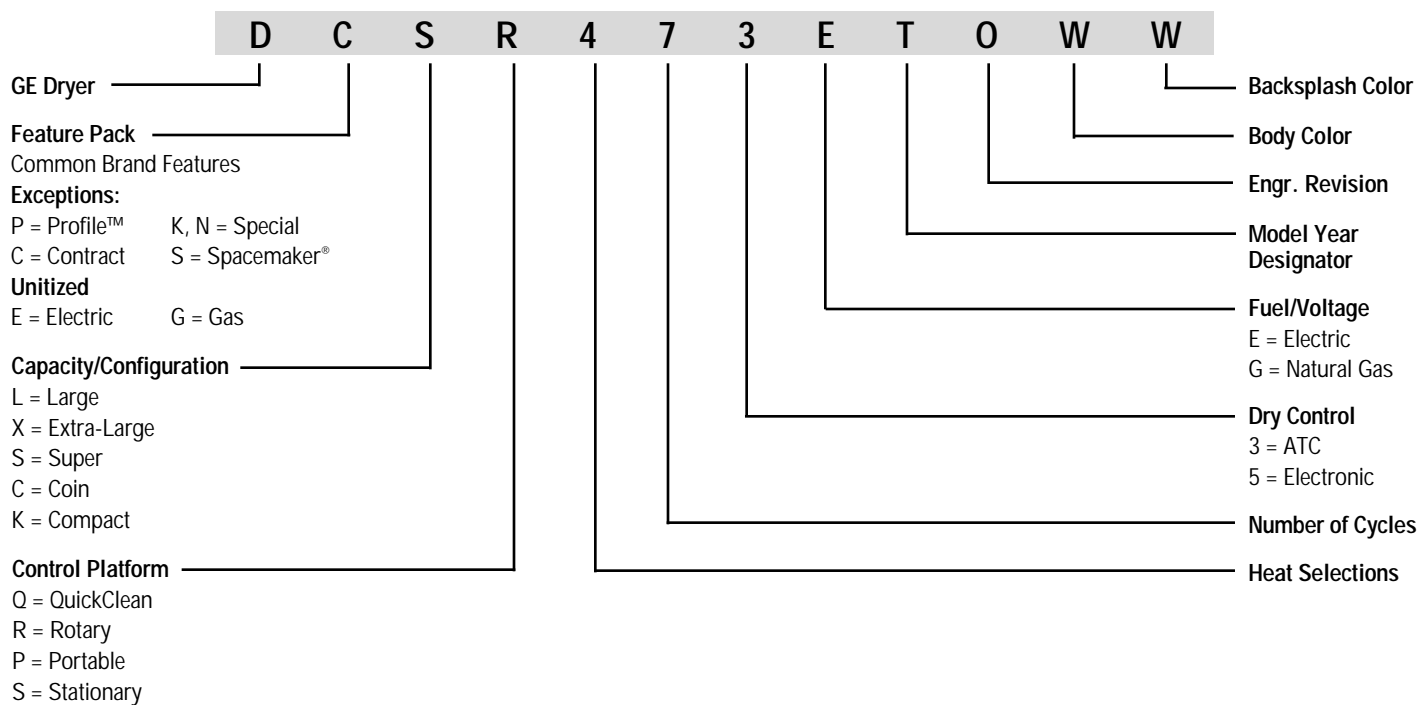 D C S R 4 7 3 E T O W W
GE Dryer
Feature Pack
Common Brand Features
Exceptions:
P = Profile™ K, N = Special
C = Contract S = Spacemaker®
Unitized
E = Electric G = Gas
Capacity/Configuration
L = Large
X = Extra-Large
S = Super
C = Coin
K = Compact
Control Platform
Q = QuickClean
R = Rotary
P = Portable
S = Stationary
Backsplash Color
Body Color
Engr. Revision
Model Year
Designator
Fuel/Voltage
E = Electric
G = Natural Gas
Dry Control
3 = ATC
5 = Electronic
Number of Cycles
Heat Selections